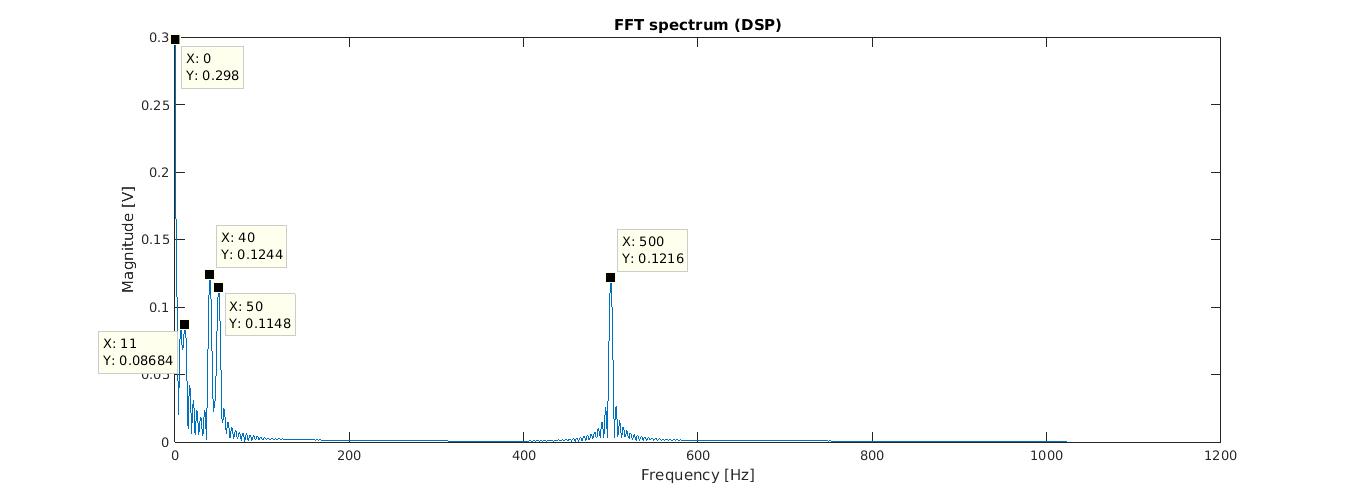 FFT spectrum (DSP)
0.3
X: 0
Y: 0.298
0.25
0.2
X: 40
Y: 0.1244
X: 500
Y: 0.1216
0.15
Magnitude [V]
X: 50
Y: 0.1148
0.1
X: 11
Y: 0.08684
0.05
0
0 200 400 600 800 1000 1200
Frequency [Hz]